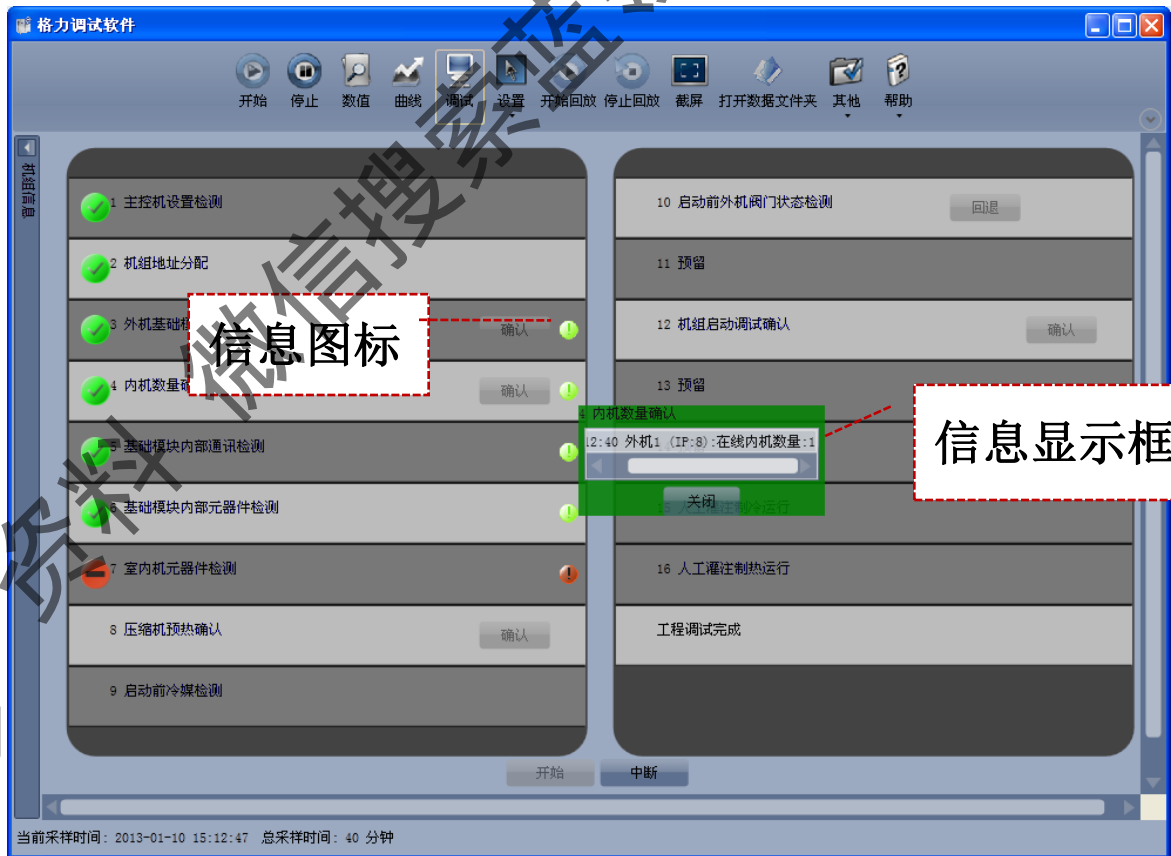 格力调试软件
开始 停止 数值 曲线 调试 设置 开始回放 停止回放 截屏 打开数据文件夹 其他 帮助
机组信息
1 主控机设置检测
2 机组地址分配
3 外机基础模
确认
4 内机数量确
确认
5 基础模块内部通讯检测
6 基础模块内部元器件检测
7 室内机元器件检测
8 压缩机预热确认
确认
9 启动前冷媒检测
信息图标
10 启动前外机阀门状态检测
回退
11 预留
12 机组启动调试确认
确认
13 预留
4 内机数量确认
12:40 外机1 (IP:8):在线内机数量:1
关闭
信息显示框
16 人工灌注制热运行
工程调试完成
开始 中断
当前采样时间: 2013-01-10 15:12:47 总采样时间: 40 分钟
资料 微信搜索蓝